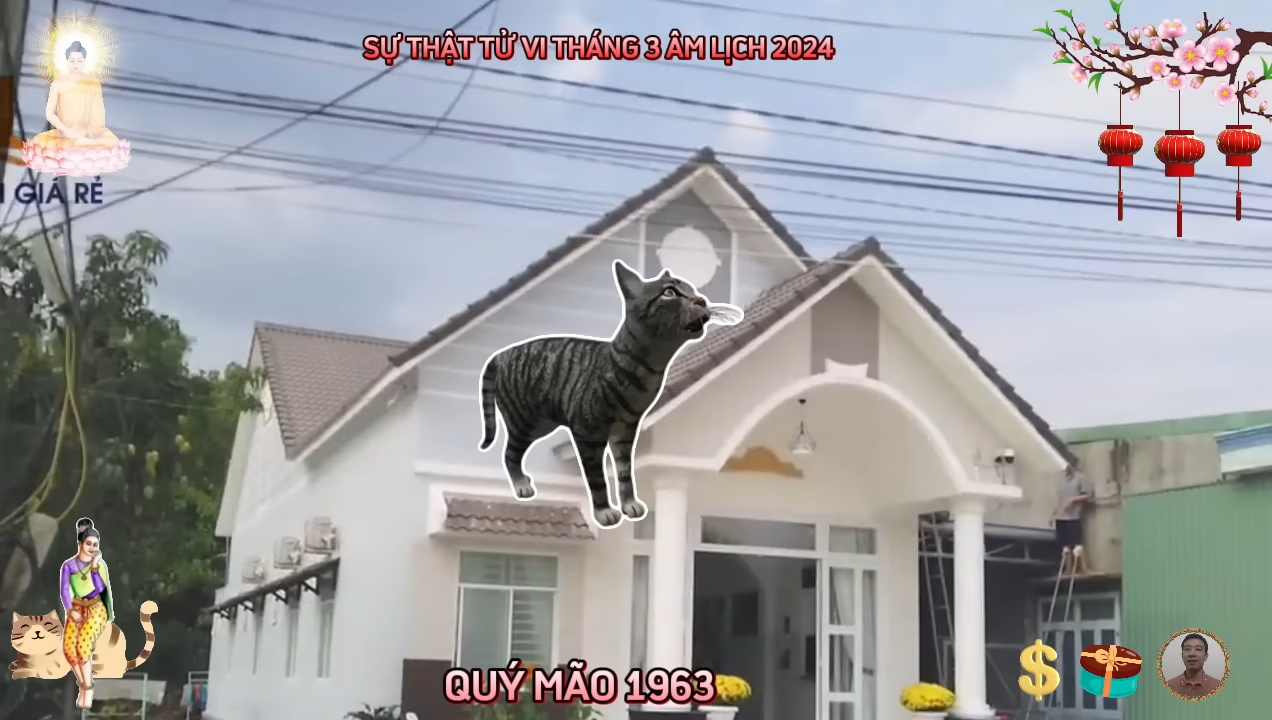 SỰ THẬT TỬ VI THÁNG 3 ÂM LỊCH 2024
GIÁ RẺ
QUÝ MÃO 1963